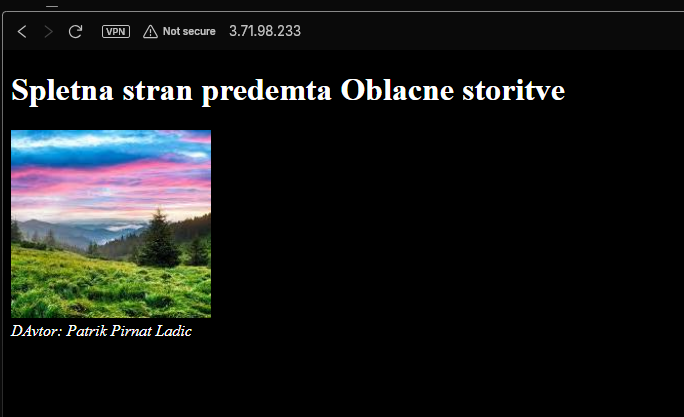 VPN Not secure 3.71.98.233
Spletna stran predemta Oblacne storitve
DAvtor: Patrik Pirnat Ladic